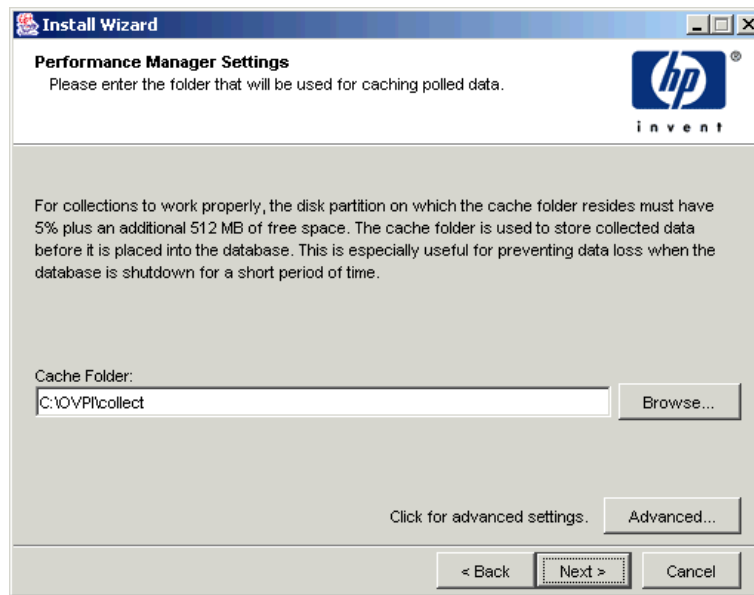 Install Wizard
Performance Manager Settings
Please enter the folder that will be used for caching polled data.
®
hp
invent
For collections to work properly, the disk partition on which the cache folder resides must have
5% plus an additional 512 MB of free space. The cache folder is used to store collected data
before it is placed into the database. This is especially useful for preventing data loss when the
database is shutdown for a short period of time.
Cache Folder:
C:\OVPI\collect
Browse...
Click for advanced settings.
Advanced...
< Back
Next >
Cancel